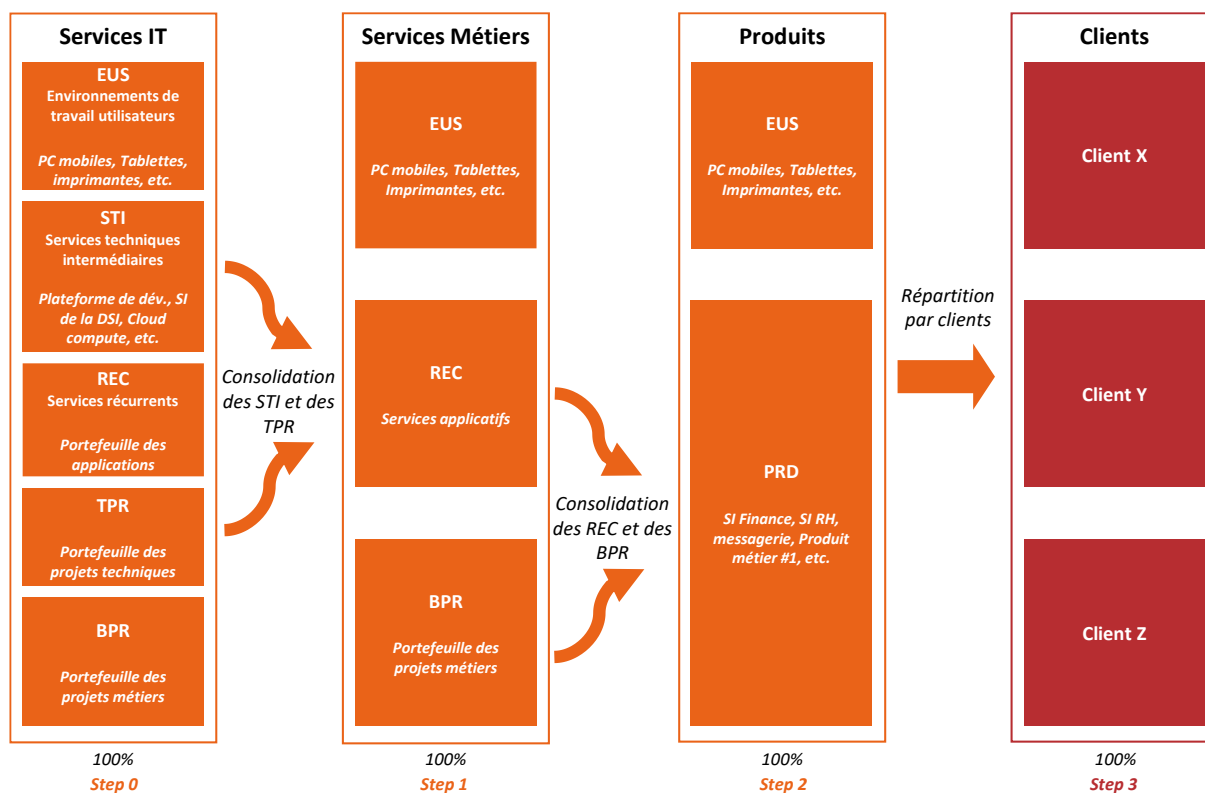 Services IT
EUS
Environnements de
travail utilisateurs
PC mobiles, Tablettes,
imprimantes, etc.
STI
Services techniques
intermédiaires
Plateforme de dév., SI
de la DSI, Cloud
compute, etc.
REC
Services récurrents
Portefeuille des
applications
TPR
Portefeuille des
projets techniques
BPR
Portefeuille des
projets métiers
100%
Step 0
Consolidation
des STI et des
TPR
Services Métiers
EUS
PC mobiles, Tablettes,
Imprimantes, etc.
REC
Services applicatifs
BPR
Portefeuille des
projets métiers
100%
Step 1
Consolidation
des REC et des
BPR
Produits
EUS
PC mobiles, Tablettes,
Imprimantes, etc.
PRD
SI Finance, SI RH,
messagerie, Produit
métier #1, etc.
100%
Step 2
Répartition
par clients
Clients
Client X
Client Y
Client Z
100%
Step 3